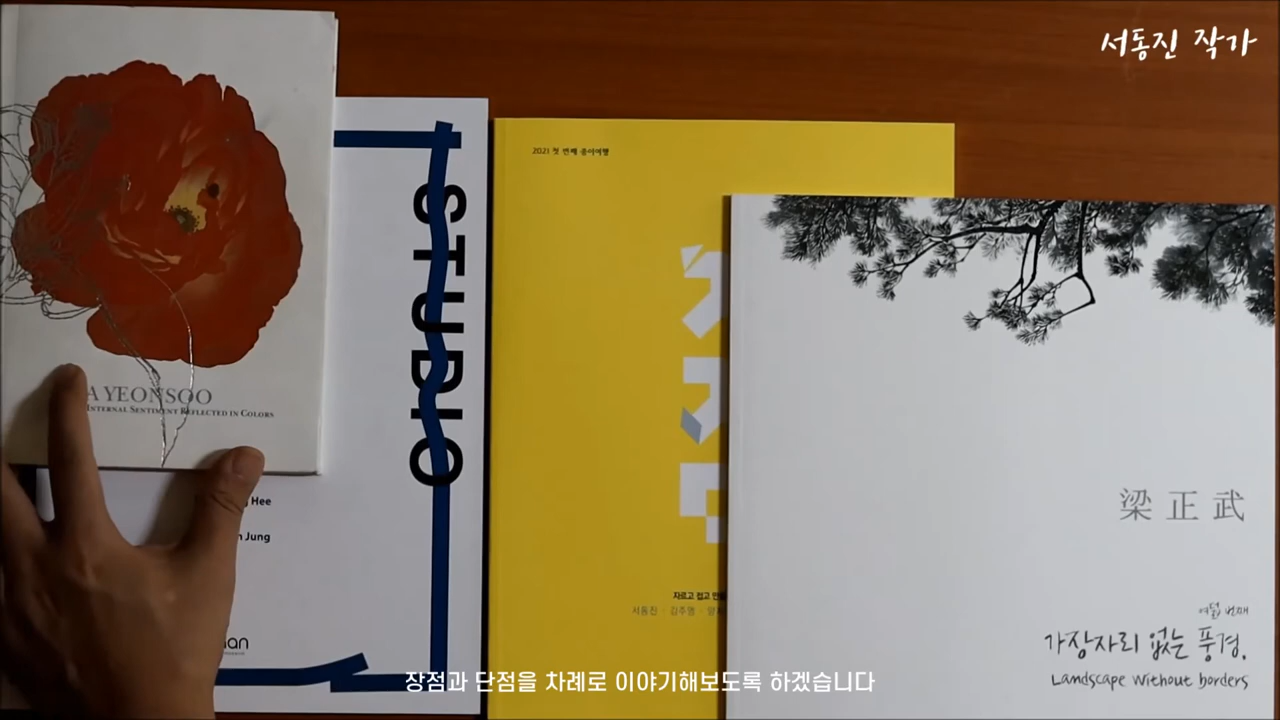 서동진 작가
A YEONSOO
INTERNAL SENTIMENT REFLECTED IN COLORS
STUDIO
Hee
Jung
2021 첫 번째 종이여행
자르고 접고
서동진 · 김주영 ·
梁正武
여덟 번째
가장자리 없는 풍경.
Landscape without borders
장점과 단점을 차례로 이야기해보도록 하겠습니다